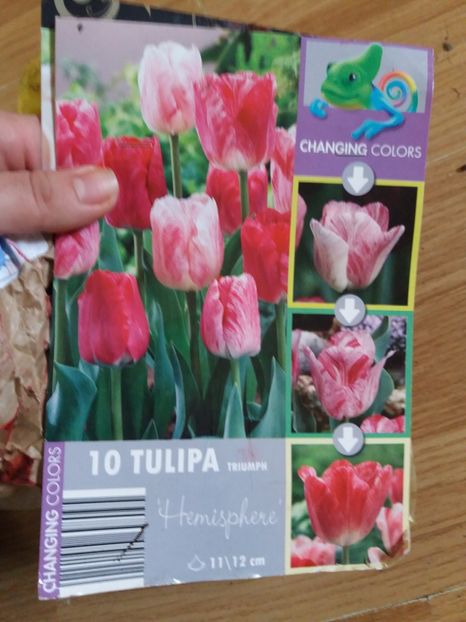 CHANGING COLORS
10 TULIPA TRIUMPH
'Hemisphere'
11\12 cm
CHANGING COLORS